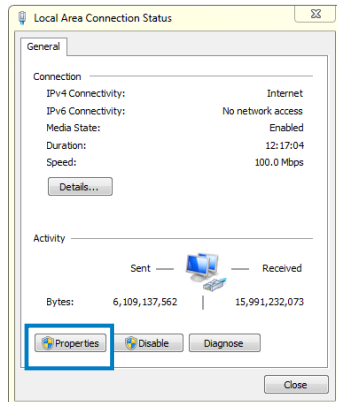 Local Area Connection Status
General
Connection
IPv4 Connectivity: Internet
IPv6 Connectivity: No network access
Media State: Enabled
Duration: 12:17:04
Speed: 100.0 Mbps
Details...
Activity
Sent Received
Bytes: 6,109,137,562 15,991,232,073
Properties Disable Diagnose
Close